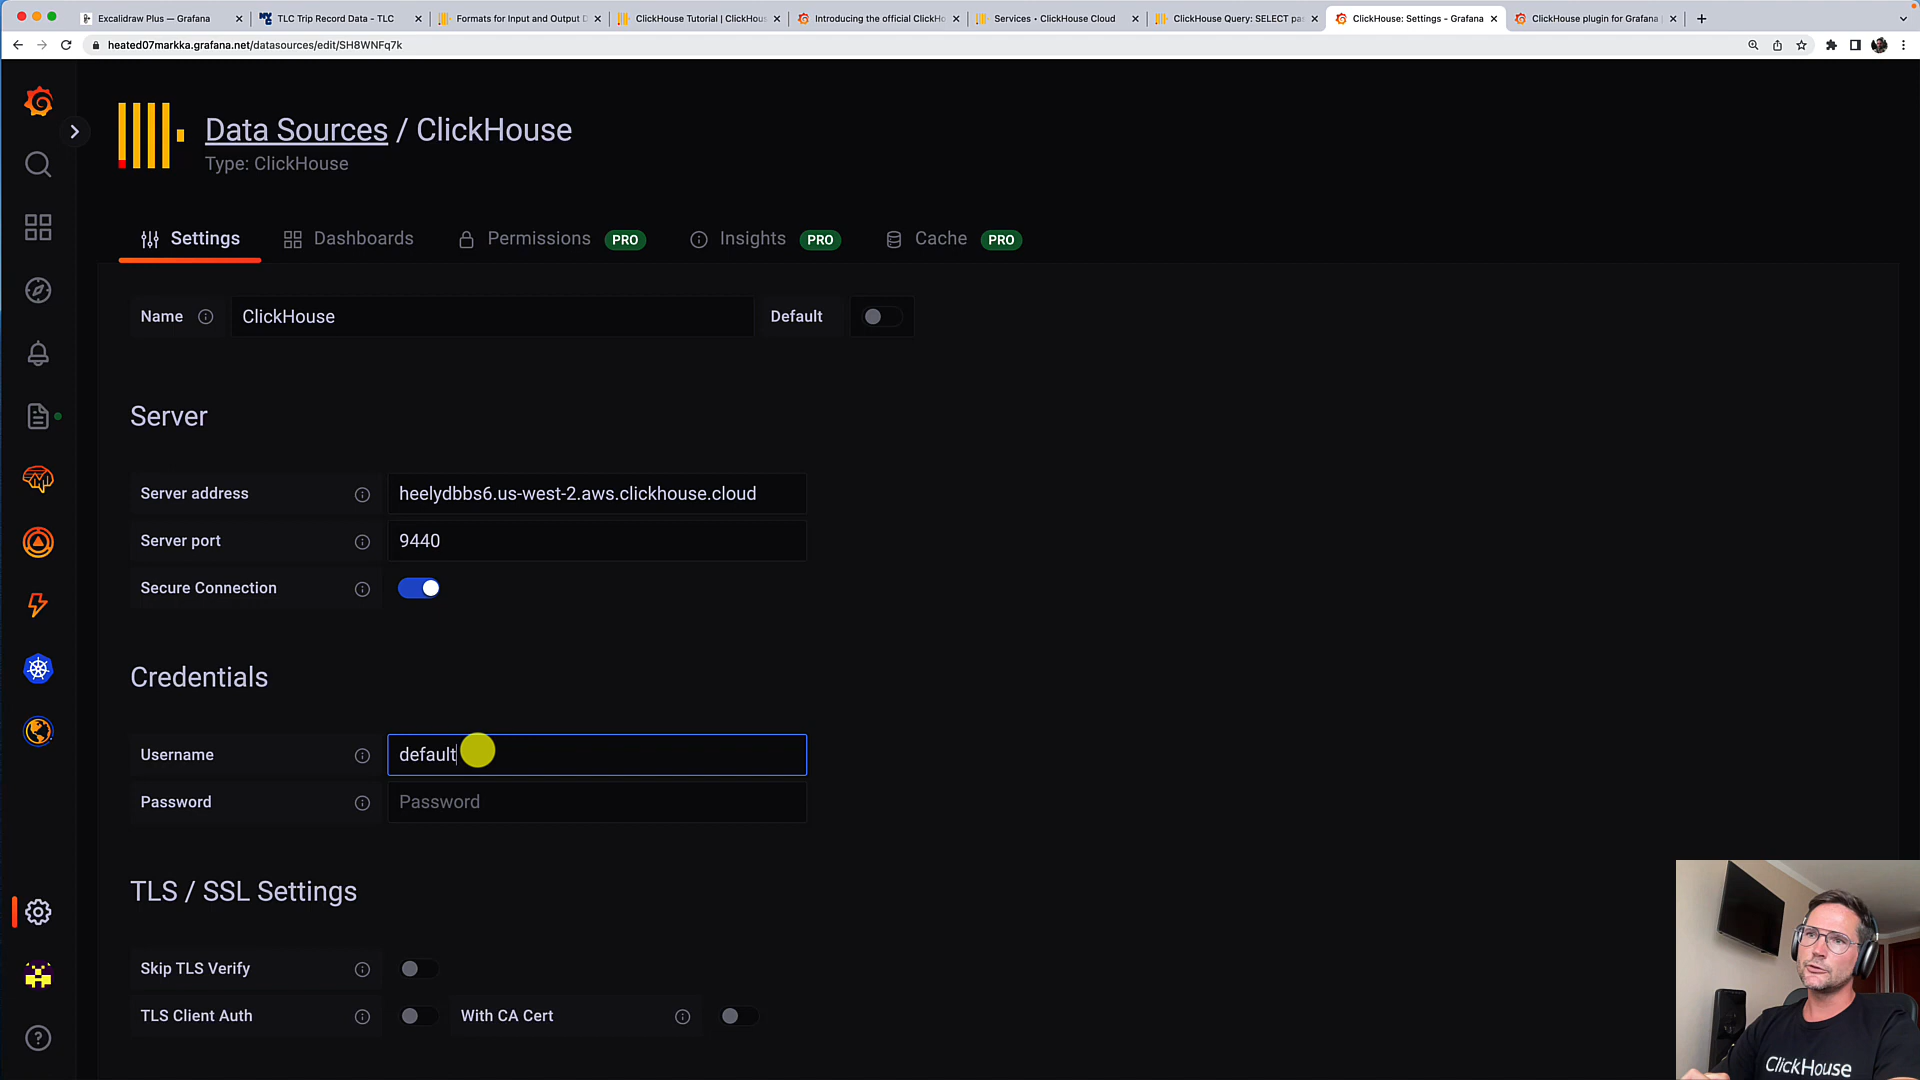 Excalidraw Plus — Grafana
TLC Trip Record Data - TLC
Formats for Input and Output D
ClickHouse Tutorial | ClickHous
Introducing the official ClickHo
Services • ClickHouse Cloud
ClickHouse Query: SELECT pa
ClickHouse: Settings - Grafana
ClickHouse plugin for Grafana
heated07markka.grafana.net/datasources/edit/SH8WNFq7k
Data Sources / ClickHouse
Type: ClickHouse
Settings
Dashboards
Permissions PRO
Insights PRO
Cache PRO
Name
ClickHouse
Default
Server
Server address
heelydbbs6.us-west-2.aws.clickhouse.cloud
Server port
9440
Secure Connection
Credentials
Username
default
Password
Password
TLS / SSL Settings
Skip TLS Verify
TLS Client Auth
With CA Cert
ClickHouse